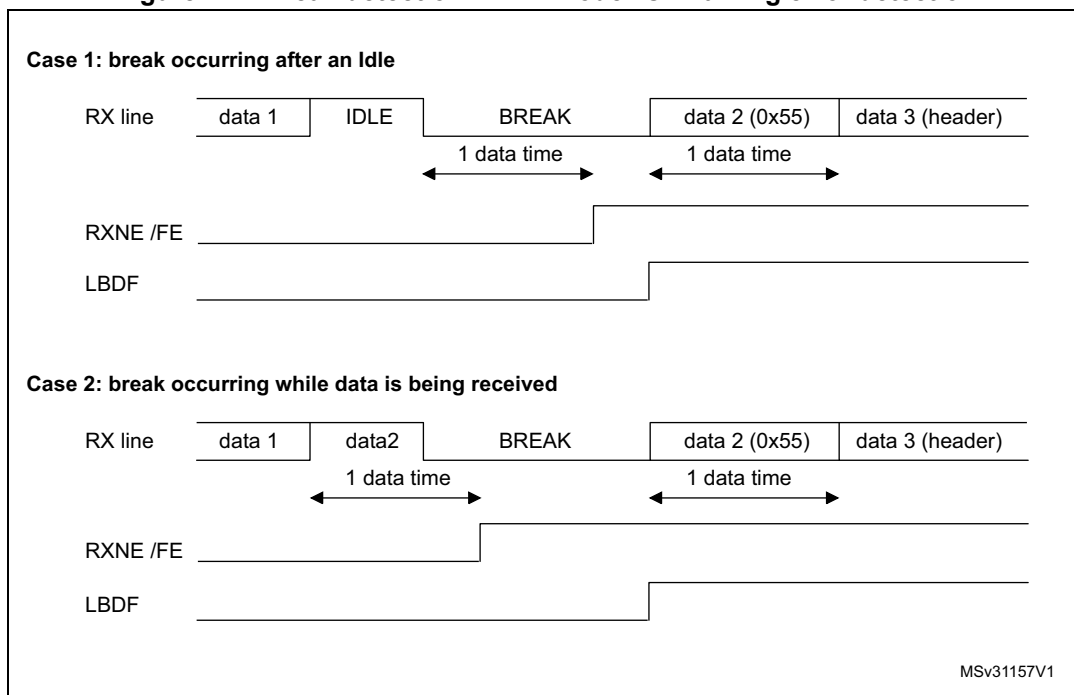 Case 1: break occurring after an Idle
RX line data 1 IDLE BREAK data 2 (0x55) data 3 (header)
1 data time 1 data time
RXNE /FE
LBDF
Case 2: break occurring while data is being received
RX line data 1 data2 BREAK data 2 (0x55) data 3 (header)
1 data time 1 data time
RXNE /FE
LBDF
MSv31157V1